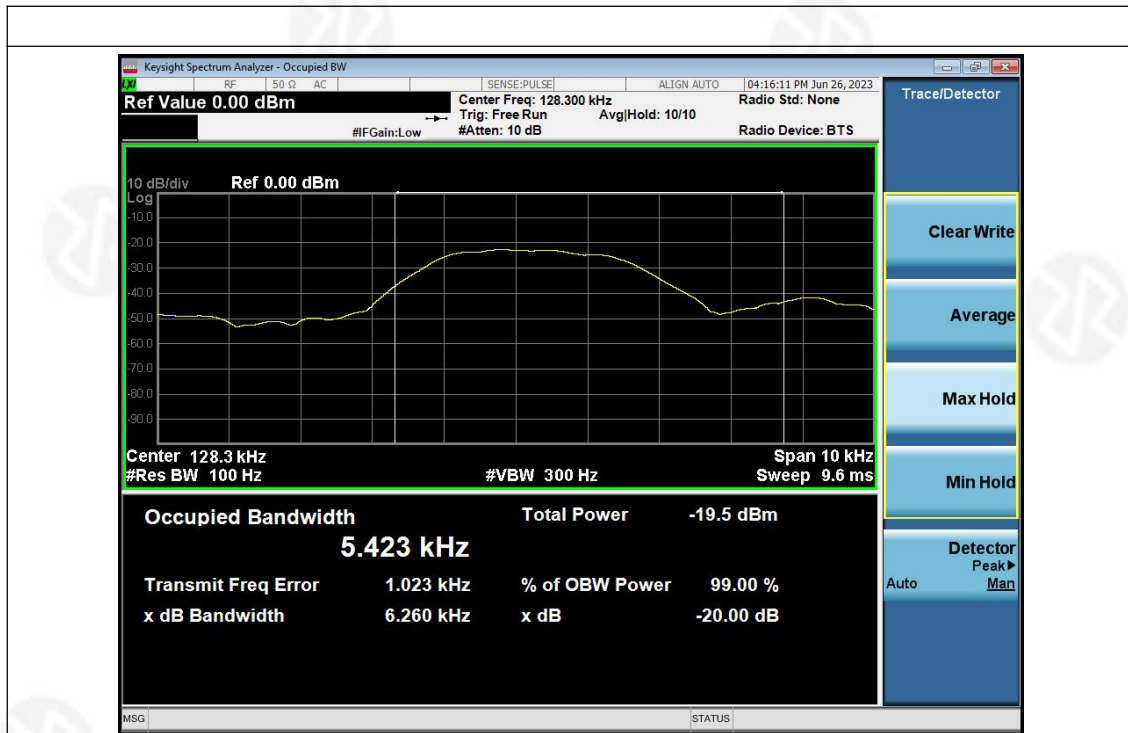 Keysight Spectrum Analyzer - Occupied BW
LXI RF 50 Ω AC SENSE:PULSE ALIGN AUTO 04:16:11 PM Jun 26, 2023
Ref Value 0.00 dBm Center Freq: 128.300 kHz Radio Std: None
Trig: Free Run Avg|Hold: 10/10
#IFGain:Low #Atten: 10 dB Radio Device: BTS
10 dB/div Ref 0.00 dBm
Log
-10.0
-20.0
-30.0
-40.0
-50.0
-60.0
-70.0
-80.0
-90.0
Center 128.3 kHz Span 10 kHz
#Res BW 100 Hz #VBW 300 Hz Sweep 9.6 ms
Occupied Bandwidth Total Power -19.5 dBm
5.423 kHz
Transmit Freq Error 1.023 kHz % of OBW Power 99.00 %
x dB Bandwidth 6.260 kHz x dB -20.00 dB
MSG STATUS
Trace/Detector
Clear Write
Average
Max Hold
Min Hold
Detector
Peak▶
Auto Man